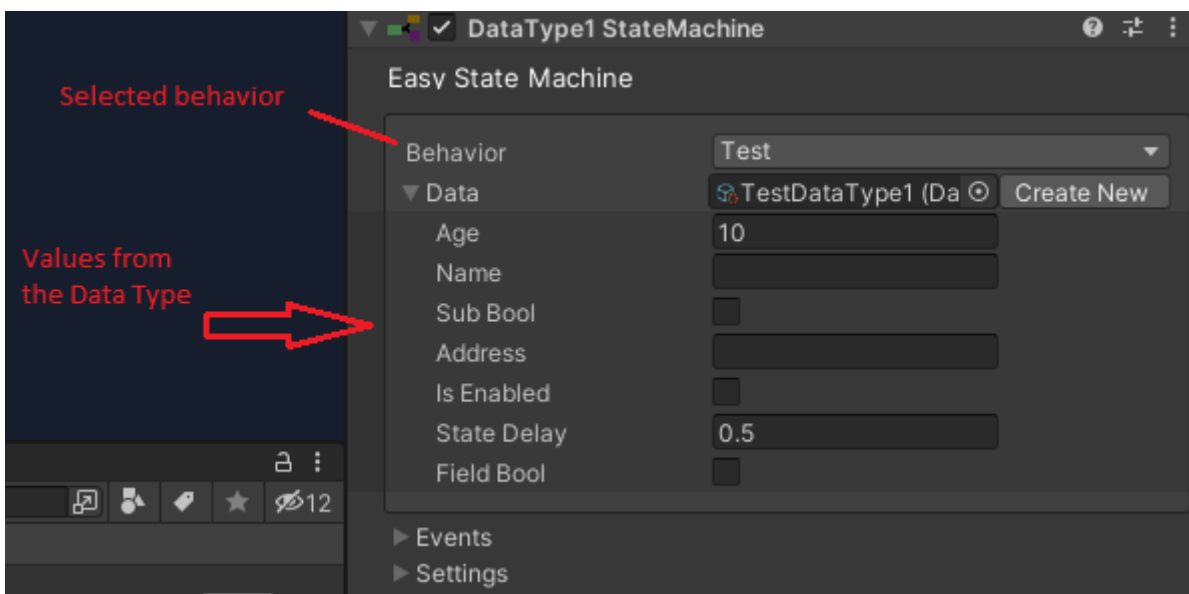 DataType1 StateMachine
Easy State Machine
Selected behavior
Behavior
Test
Data
TestDataType1 (Da
Create New
Age
10
Name
Values from
the Data Type
Sub Bool
Address
Is Enabled
State Delay
0.5
Field Bool
12
Events
Settings